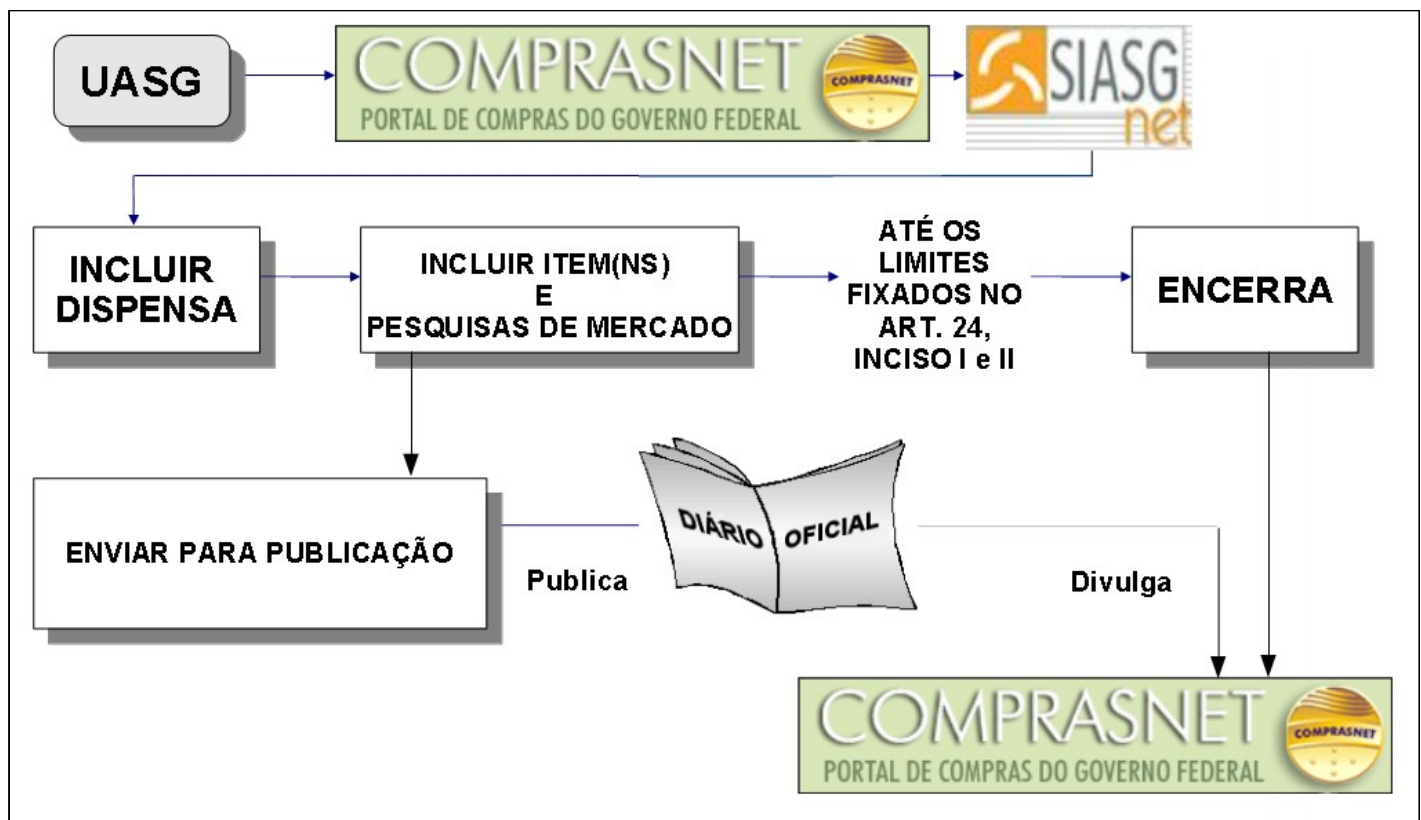 UASG
COMPRASNET
PORTAL DE COMPRAS DO GOVERNO FEDERAL
COMPRASNET
SIASG
net
INCLUIR
DISPENSA
INCLUIR ITEM(NS)
E
PESQUISAS DE MERCADO
ATÉ OS
LIMITES
FIXADOS NO
ART. 24,
INCISO I e II
ENCERRA
ENVIAR PARA PUBLICAÇÃO
Publica
DIÁRIO OFICIAL
Divulga
COMPRASNET
PORTAL DE COMPRAS DO GOVERNO FEDERAL
COMPRASNET